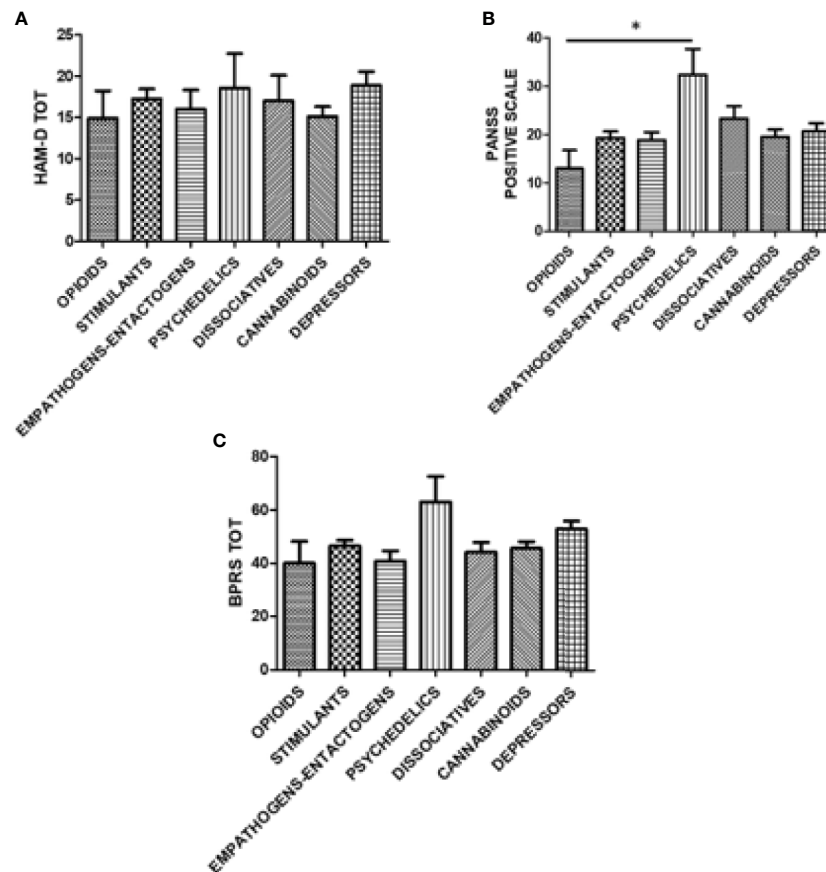 A
HAM-D TOT
25
20
15
10
5
0
OPIOIDS
STIMULANTS
EMPATHOGENS-ENTACTOGENS
PSYCHEDELICS
DISSOCIATIVES
CANNABINOIDS
DEPRESSORS
B
PANSS
POSITIVE SCALE
40
30
20
10
0
*
OPIOIDS
STIMULANTS
EMPATHOGENS-ENTACTOGENS
PSYCHEDELICS
DISSOCIATIVES
CANNABINOIDS
DEPRESSORS
C
BPRS TOT
80
60
40
20
0
OPIOIDS
STIMULANTS
EMPATHOGENS-ENTACTOGENS
PSYCHEDELICS
DISSOCIATIVES
CANNABINOIDS
DEPRESSORS